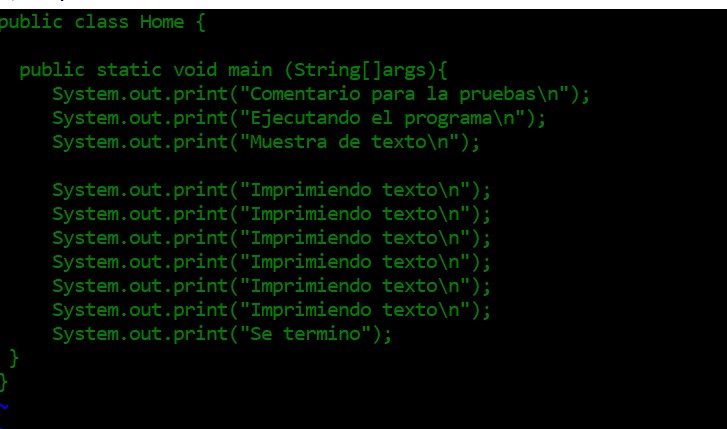 public class Home {
public static void main (String[]args){
System.out.print("Comentario para la pruebas\n");
System.out.print("Ejecutando el programa\n");
System.out.print("Muestra de texto\n");
System.out.print("Imprimiendo texto\n");
System.out.print("Imprimiendo texto\n");
System.out.print("Imprimiendo texto\n");
System.out.print("Imprimiendo texto\n");
System.out.print("Imprimiendo texto\n");
System.out.print("Imprimiendo texto\n");
System.out.print("Se termino");
}
}
~